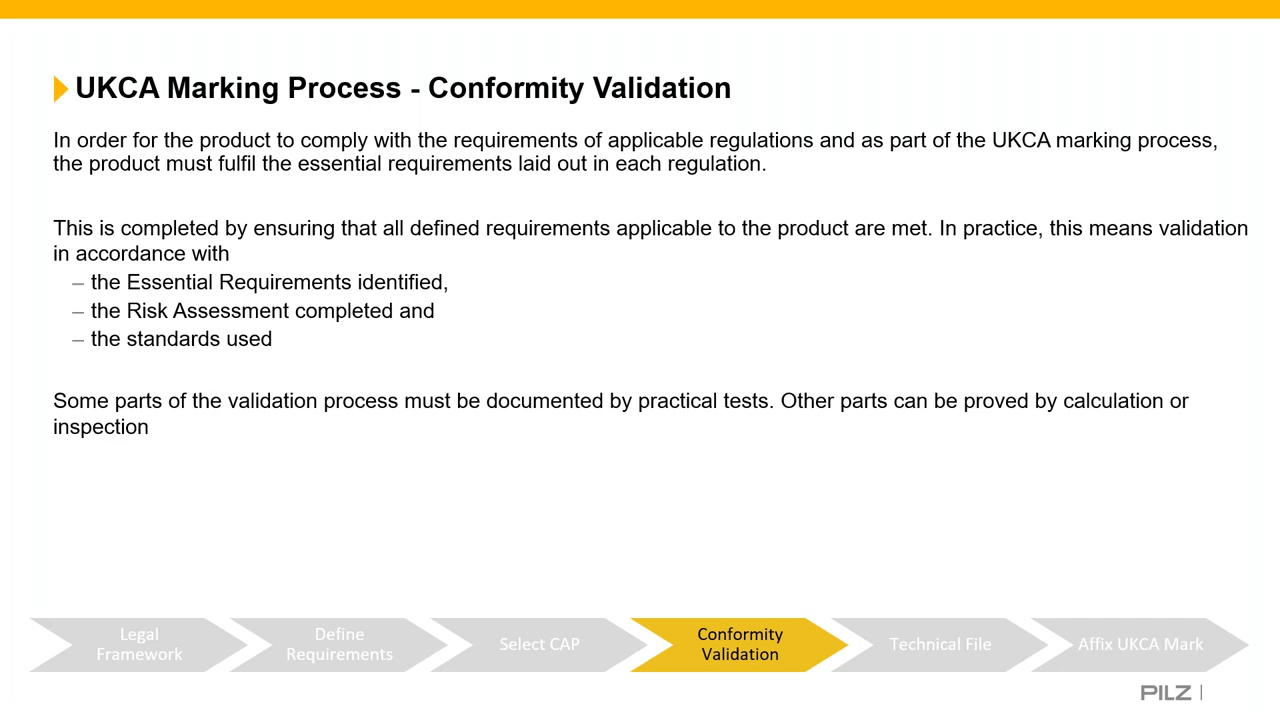 UKCA Marking Process - Conformity Validation
In order for the product to comply with the requirements of applicable regulations and as part of the UKCA marking process,
the product must fulfil the essential requirements laid out in each regulation.
This is completed by ensuring that all defined requirements applicable to the product are met. In practice, this means validation
in accordance with
– the Essential Requirements identified,
– the Risk Assessment completed and
– the standards used
Some parts of the validation process must be documented by practical tests. Other parts can be proved by calculation or
inspection
Legal
Framework
Define
Requirements
Select CAP
Conformity
Validation
Technical File
Affix UKCA Mark
PILZ |